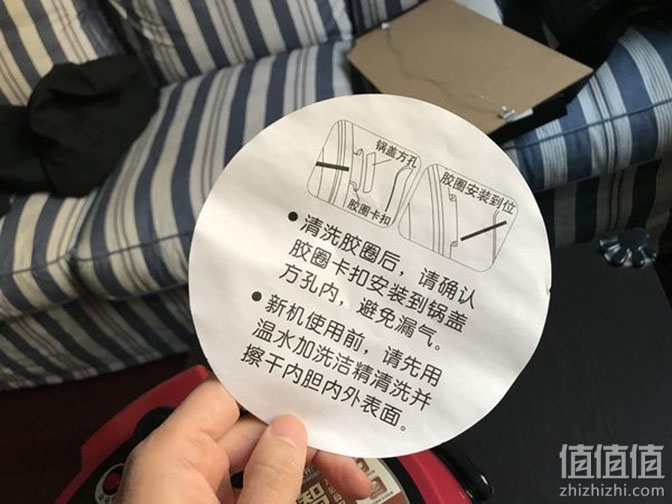 锅盖方孔
胶圈卡扣
胶圈安装到位
●清洗胶圈后，请确认
胶圈卡扣安装到锅盖
方孔内，避免漏气。
●新机使用前，请先用
温水加洗洁精清洗并
擦干内胆内外表面。
知
值值值
zhizhizhi.com